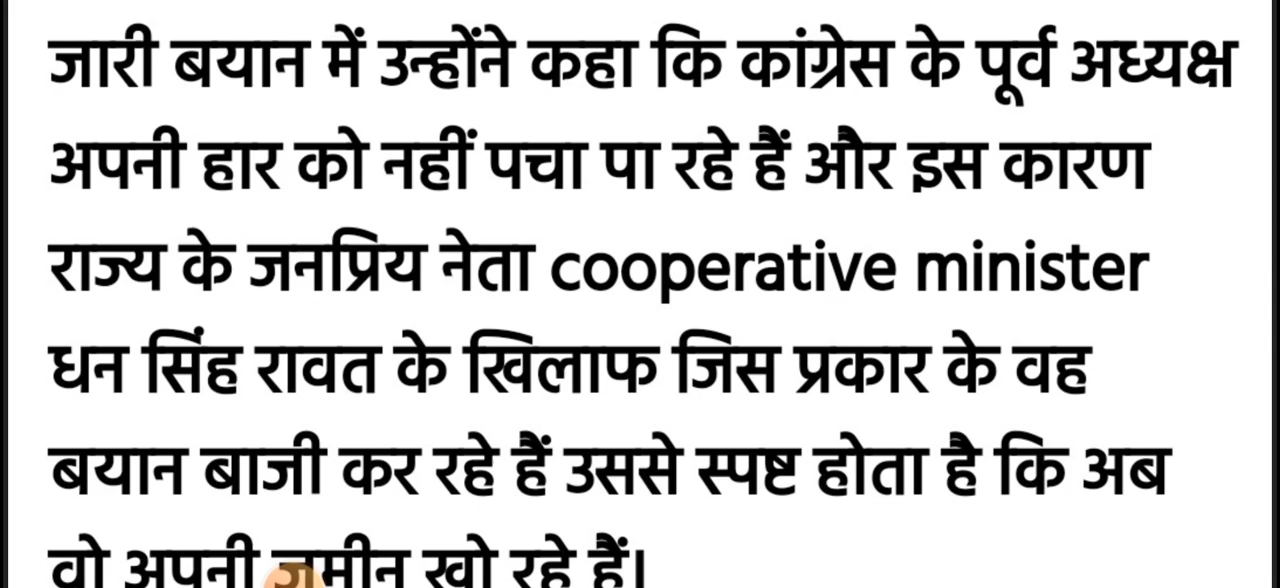 जारी बयान में उन्होंने कहा कि कांग्रेस के पूर्व अध्यक्ष
अपनी हार को नहीं पचा पा रहे हैं और इस कारण
राज्य के जनप्रिय नेता cooperative minister
धन सिंह रावत के खिलाफ जिस प्रकार के वह
बयान बाजी कर रहे हैं उससे स्पष्ट होता है कि अब
वो अपनी ज़मीन खो रहे हैं।